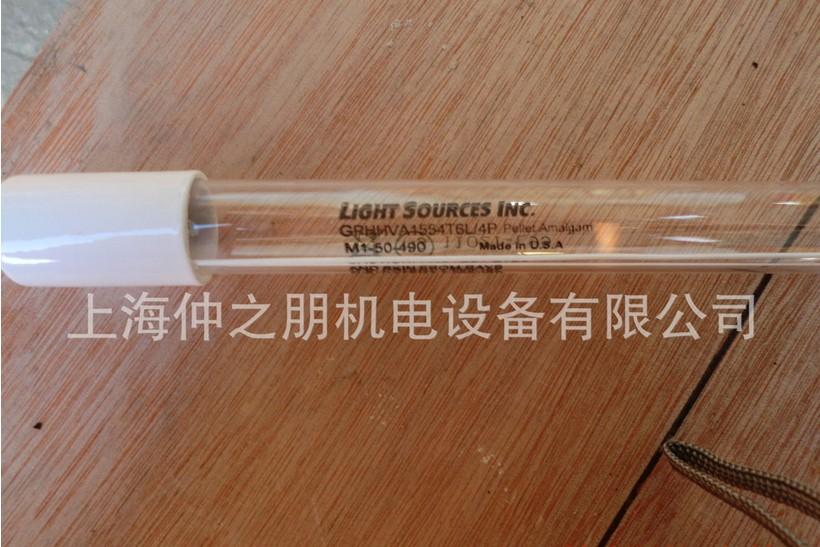 LIGHT SOURCES INC.
GPHHVA1554T6L/4P Pellet Amalgam
M1-50-490 Made in U.S.A
上海仲之朋机电设备有限公司